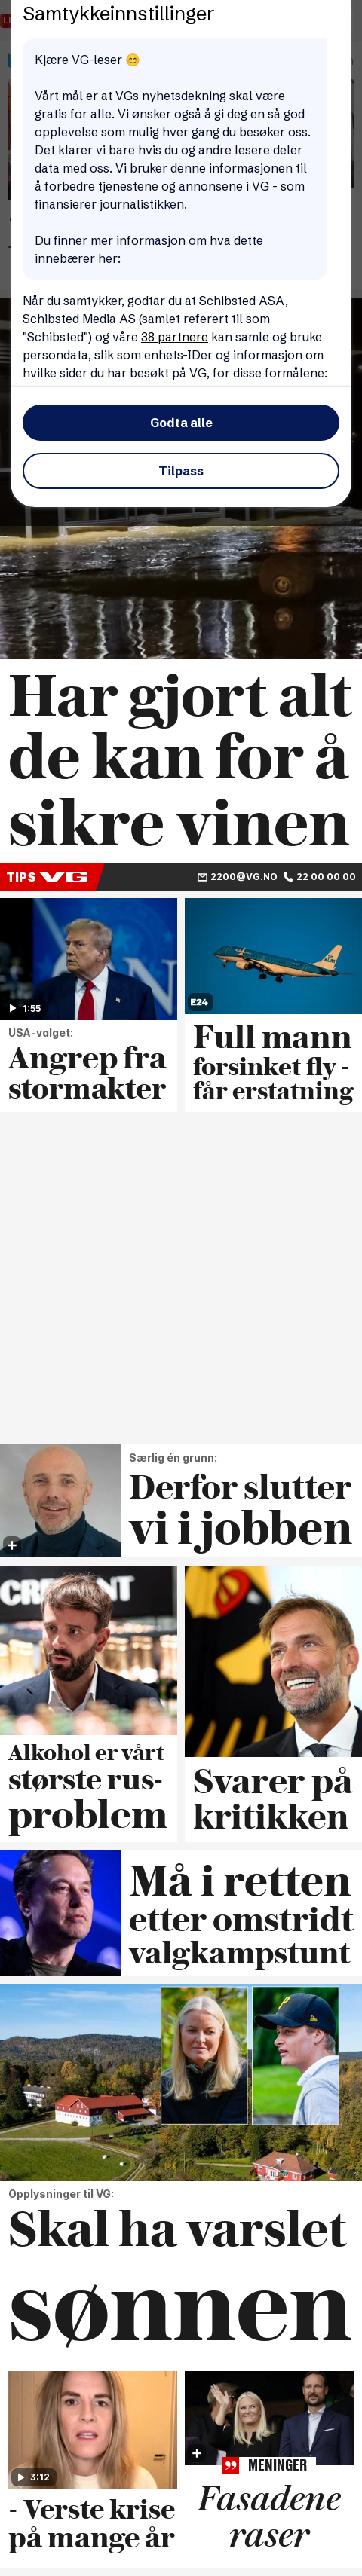 Samtykkeinnstillinger
Kjære VG-leser 😊
Vårt mål er at VGs nyhetsdekning skal være
gratis for alle. Vi ønsker også å gi deg en så god
opplevelse som mulig hver gang du besøker oss.
Det klarer vi bare hvis du og andre lesere deler
data med oss. Vi bruker denne informasjonen til
å forbedre tjenestene og annonsene i VG - som
finansierer journalistikken.
Du finner mer informasjon om hva dette
innebærer her:
Når du samtykker, godtar du at Schibsted ASA,
Schibsted Media AS (samlet referert til som
"Schibsted") og våre 38 partnere kan samle og bruke
persondata, slik som enhets-IDer og informasjon om
hvilke sider du har besøkt på VG, for disse formålene:
Godta alle
Tilpass
Har gjort alt
de kan for å
sikre vinen
TIPS VG 2200@VG.NO 22 00 00 00
1:55
USA-valget:
Angrep fra
stormakter
E24
Full mann
forsinket fly -
får erstatning
Særlig én grunn:
Derfor slutter
vi i jobben
Alkohol er vårt
største rus-
problem
Svarer på
kritikken
Må i retten
etter omstridt
valgkampstunt
Opplysninger til VG:
Skal ha varslet
sønnen
3:12
- Verste krise
på mange år
MENINGER
Fasadene
raser